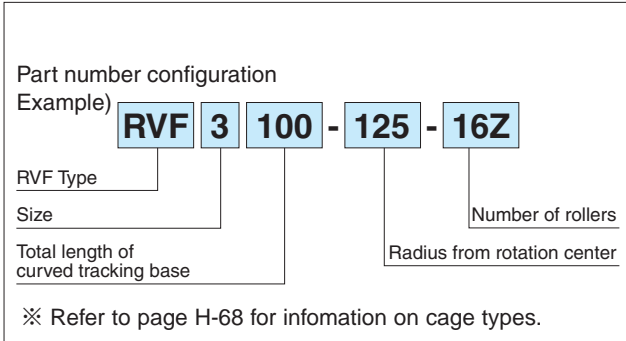 Part number configuration
Example) RVF 3 100 - 125 - 16Z
RVF Type
Size
Number of rollers
Total length of
curved tracking base
Radius from rotation center
※ Refer to page H-68 for infomation on cage types.